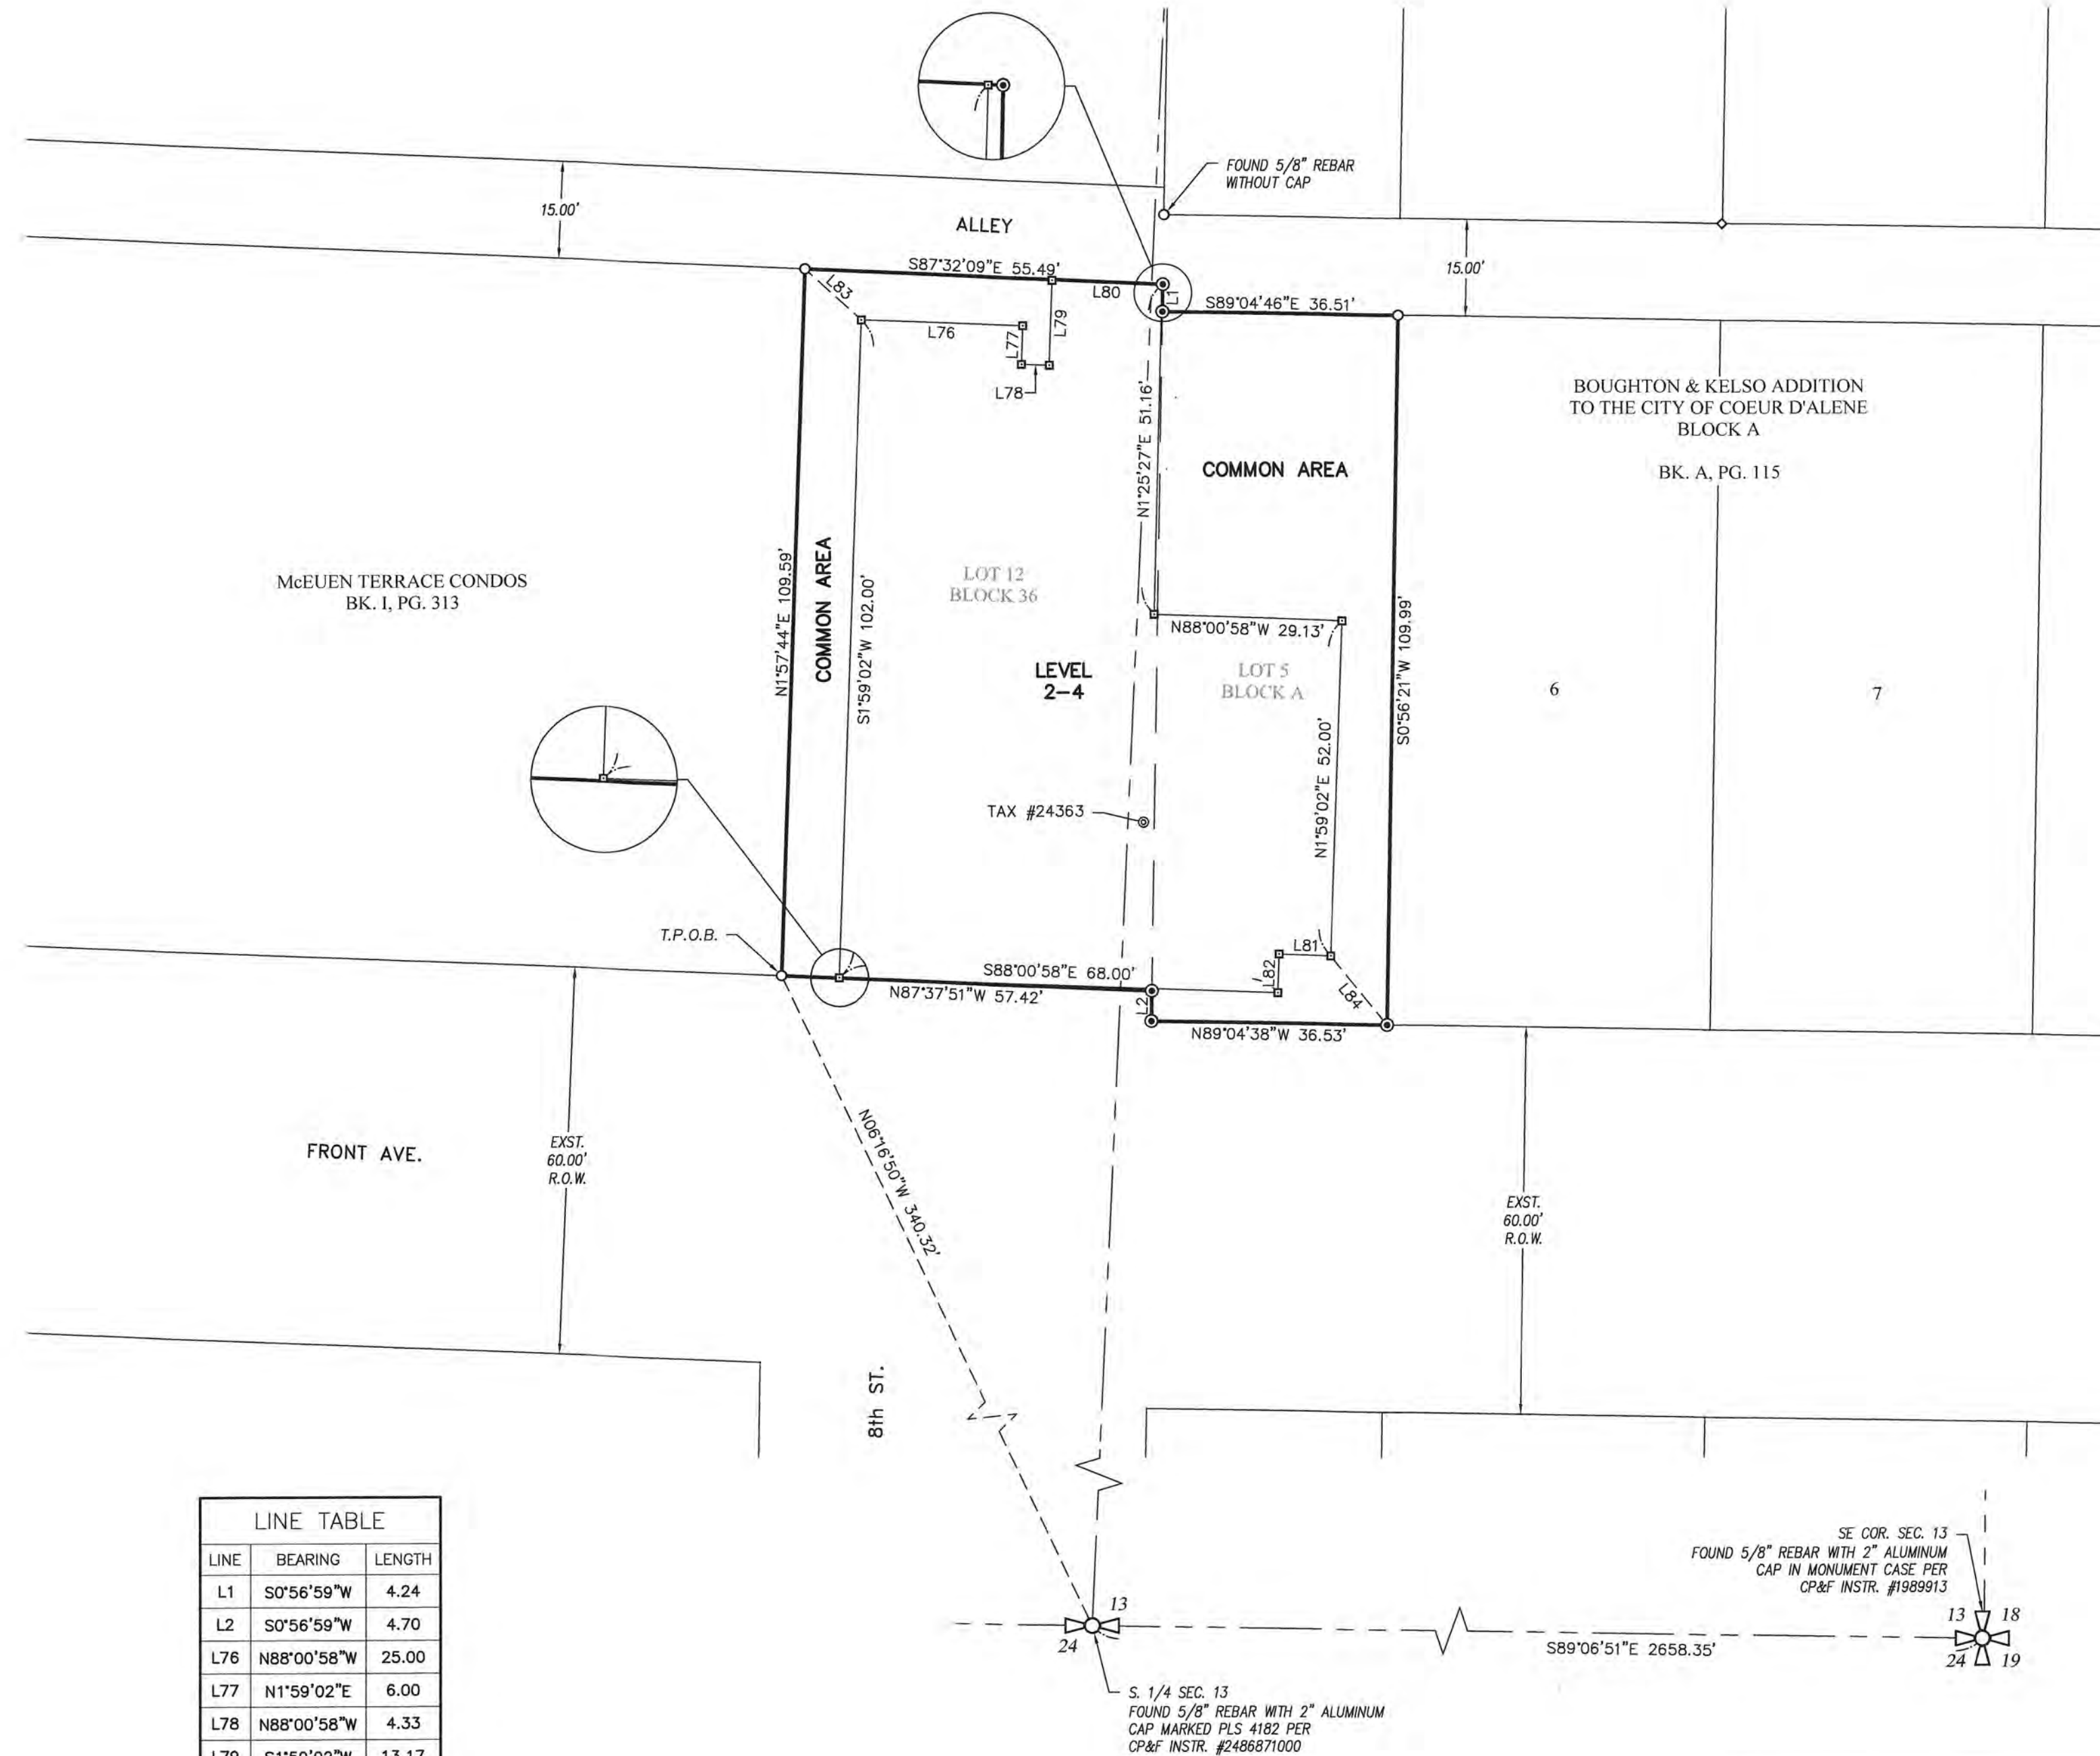 FOUND 5/8" REBAR
WITHOUT CAP
15.00'
ALLEY
S87°32'09"E 55.49'
L80
L1
S89°04'46"E 36.51'
15.00'
L83
L76
L77
L79
L78
N1°25'27"E 51.16'
COMMON AREA
BOUGHTON & KELSO ADDITION
TO THE CITY OF COEUR D'ALENE
BLOCK A
BK. A, PG. 115
McEUEN TERRACE CONDOS
BK. I, PG. 313
N1°57'44"E 109.59'
COMMON AREA
S1°59'02"W 102.00'
LOT 12
BLOCK 36
LEVEL
2-4
N88°00'58"W 29.13'
LOT 5
BLOCK A
S0°56'21"W 109.99'
6
7
N1°59'02"E 52.00'
TAX #24363
T.P.O.B.
S88°00'58"E 68.00'
N87°37'51"W 57.42'
L81
L82
L84
L2
N89°04'38"W 36.53'
FRONT AVE.
EXST.
60.00'
R.O.W.
N06°16'50"W 340.32'
EXST.
60.00'
R.O.W.
8th ST.
LINE TABLE
LINE BEARING LENGTH
L1 S0°56'59"W 4.24
L2 S0°56'59"W 4.70
L76 N88°00'58"W 25.00
L77 N1°59'02"E 6.00
L78 N88°00'58"W 4.33
L79 S1°59'02"W 13.17
13
24
S89°06'51"E 2658.35'
SE COR. SEC. 13
FOUND 5/8" REBAR WITH 2" ALUMINUM
CAP IN MONUMENT CASE PER
CP&F INSTR. #1989913
13 18
24 19
S. 1/4 SEC. 13
FOUND 5/8" REBAR WITH 2" ALUMINUM
CAP MARKED PLS 4182 PER
CP&F INSTR. #2486871000